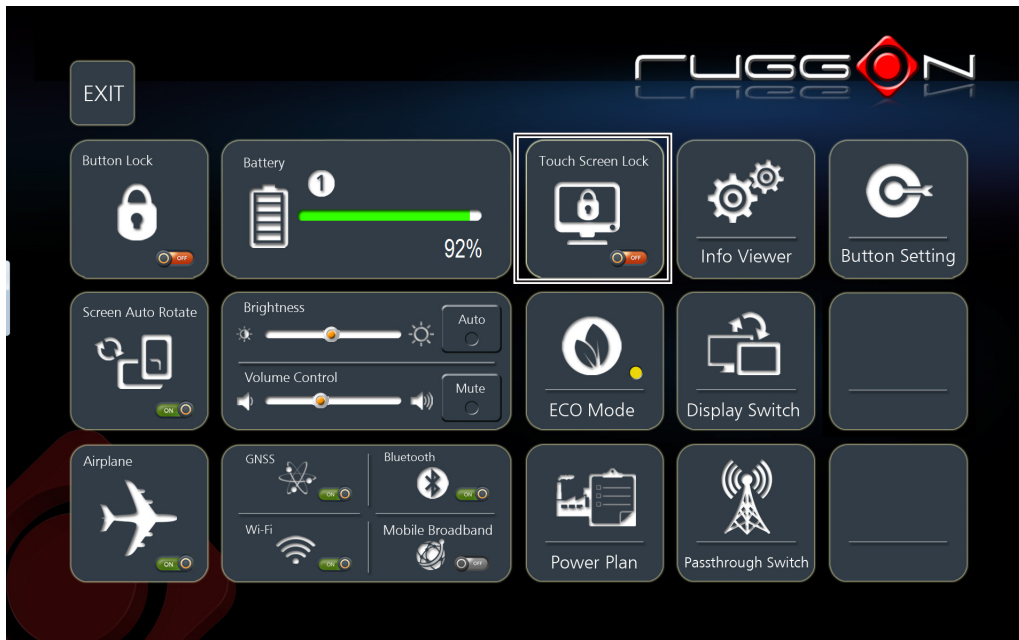 RUGGON
EXIT
Button Lock
OFF
Battery
1
92%
Touch Screen Lock
OFF
Info Viewer
Button Setting
Screen Auto Rotate
ON
Brightness
Auto
Volume Control
Mute
ECO Mode
Display Switch
Airplane
ON
GNSS
ON
Bluetooth
ON
Wi-Fi
ON
Mobile Broadband
OFF
Power Plan
Passthrough Switch